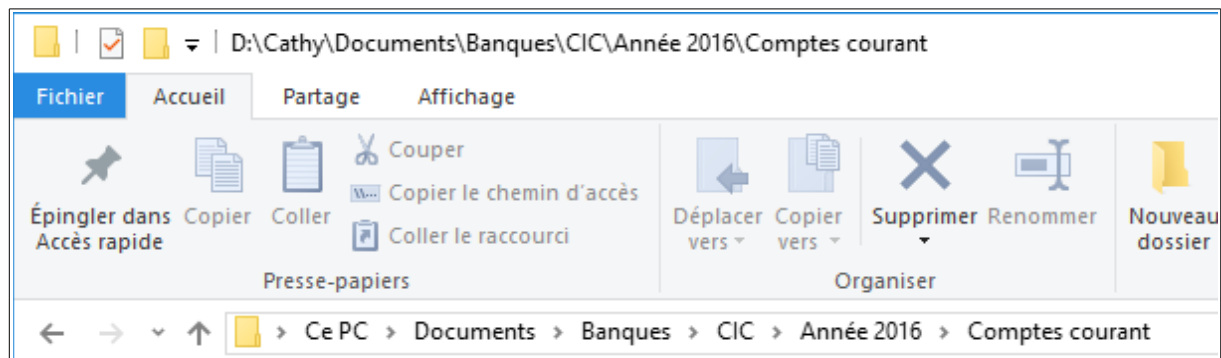 D:\Cathy\Documents\Banques\CIC\Année 2016\Comptes courant
Fichier Accueil Partage Affichage
Épingler dans Accès rapide
Copier
Coller
Couper
Copier le chemin d'accès
Coller le raccourci
Déplacer vers
Copier vers
Supprimer
Renommer
Nouveau dossier
Presse-papiers
Organiser
Ce PC > Documents > Banques > CIC > Année 2016 > Comptes courant